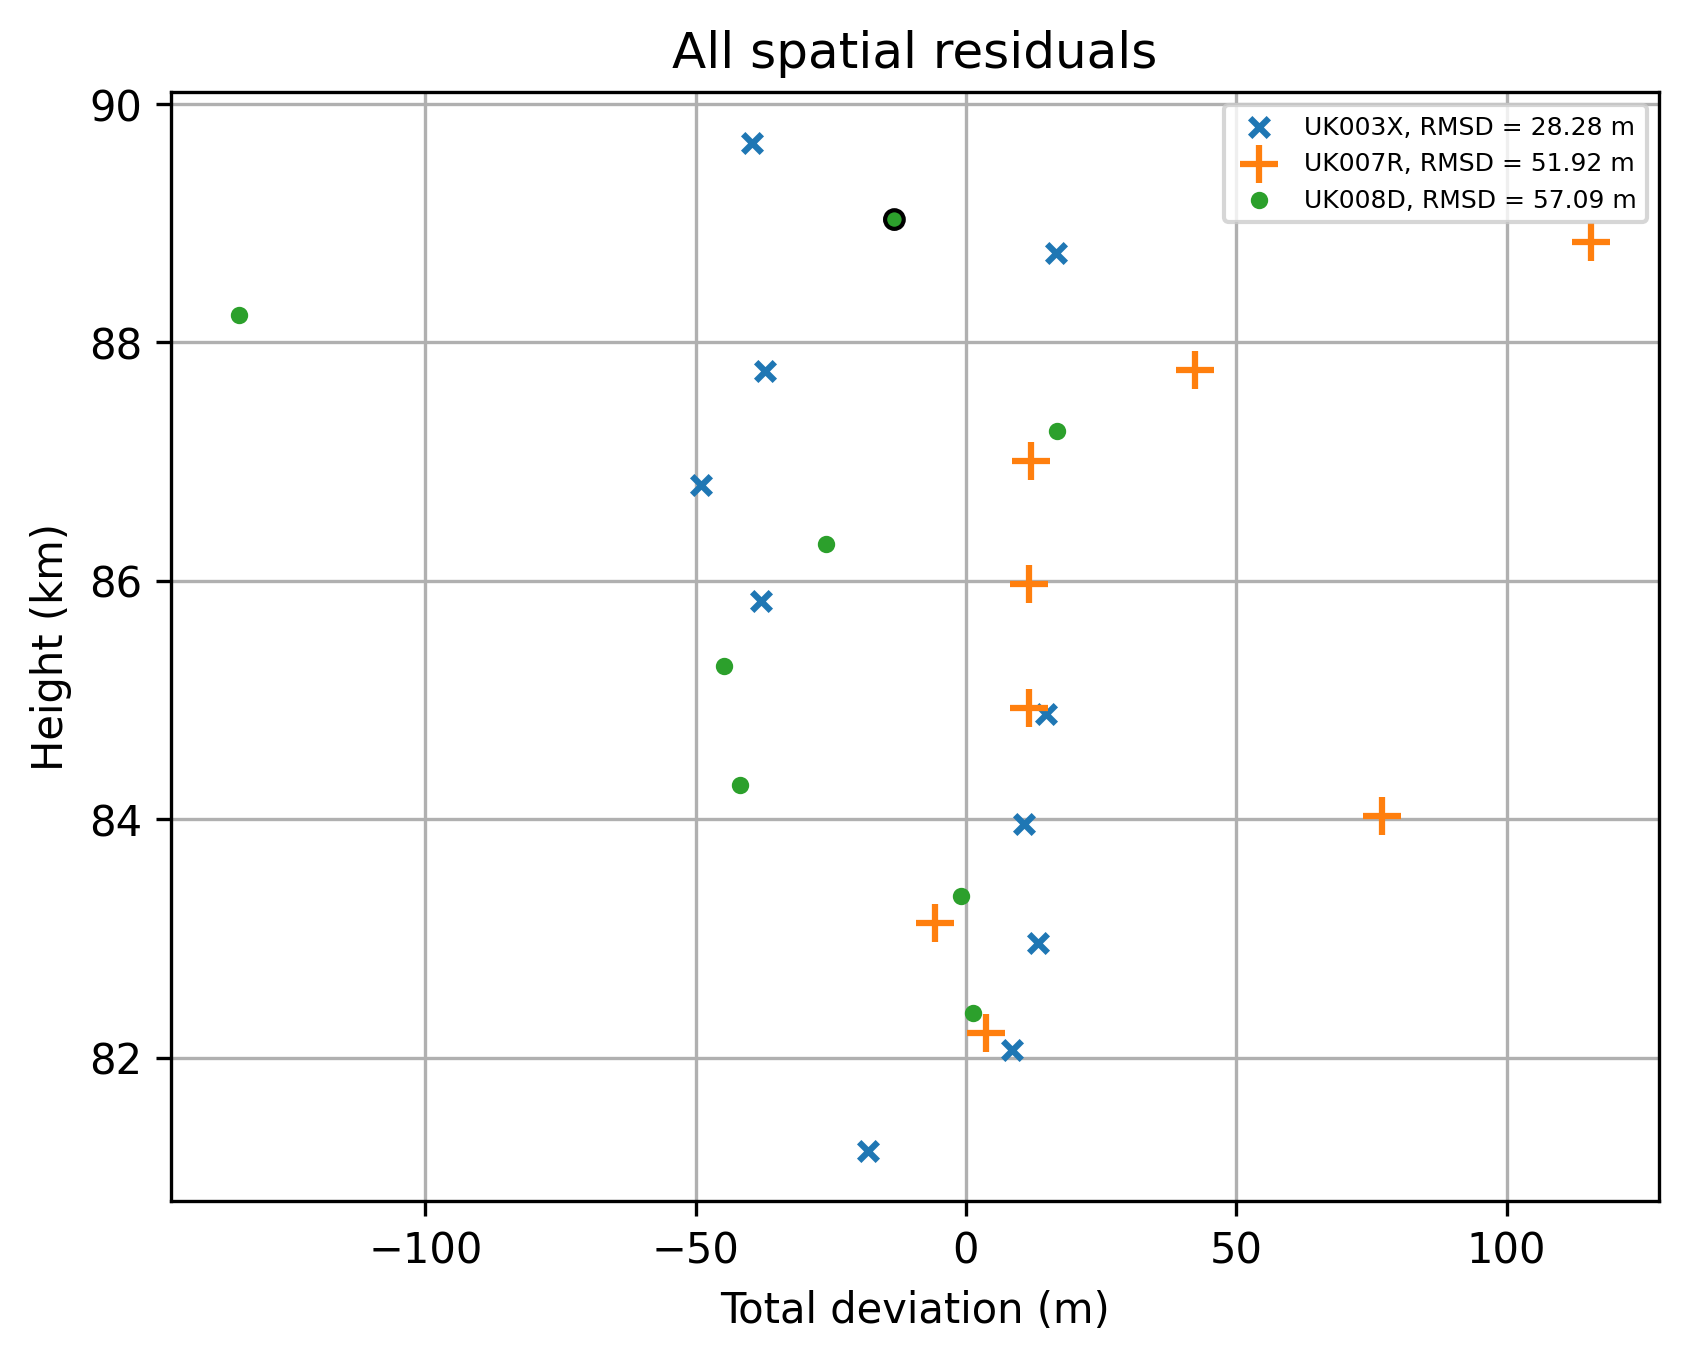 All spatial residuals
UK003X, RMSD = 28.28 m
UK007R, RMSD = 51.92 m
UK008D, RMSD = 57.09 m
90
88
86
84
82
Height (km)
−100 −50 0 50 100
Total deviation (m)